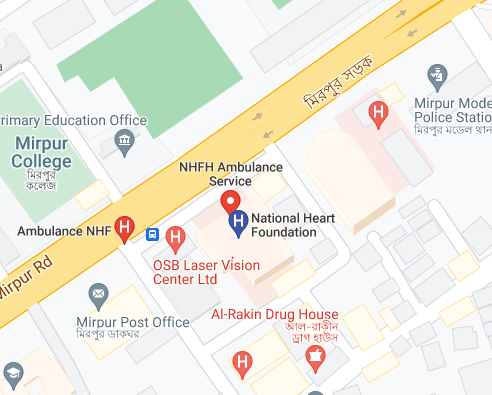 মিরপুর সড়ক
Mirpur Mode
Police Statio
মিরপুর মডেল থান
rimary Education Office
Mirpur
College
মিরপুর
কলেজ
NHFH Ambulance
Service
National Heart
Foundation
Ambulance NHF
OSB Laser Vision
Center Ltd
Mirpur Rd
Mirpur Post Office
মিরপুর ডাকঘর
Al-Rakin Drug House
আল-রাকীন
ড্রাগ হাউস